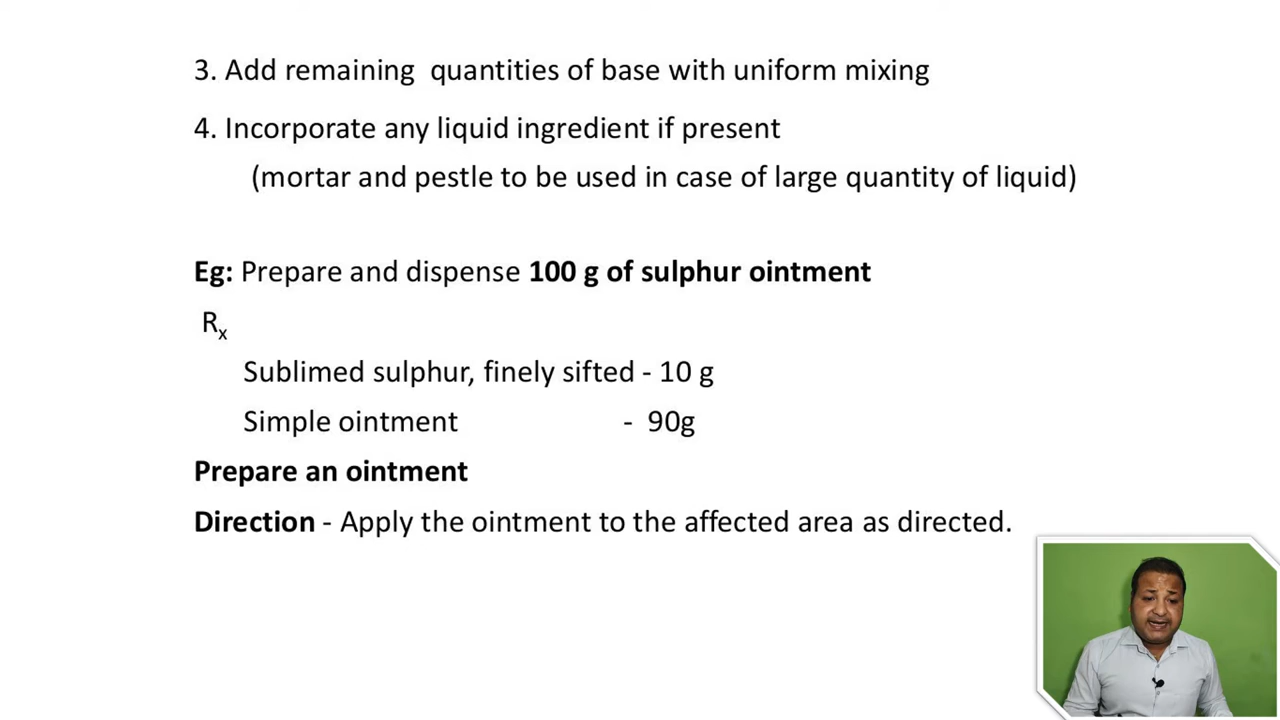 3. Add remaining quantities of base with uniform mixing
4. Incorporate any liquid ingredient if present
(mortar and pestle to be used in case of large quantity of liquid)
Eg: Prepare and dispense 100 g of sulphur ointment
Rx
Sublimed sulphur, finely sifted - 10 g
Simple ointment - 90g
Prepare an ointment
Direction - Apply the ointment to the affected area as directed.